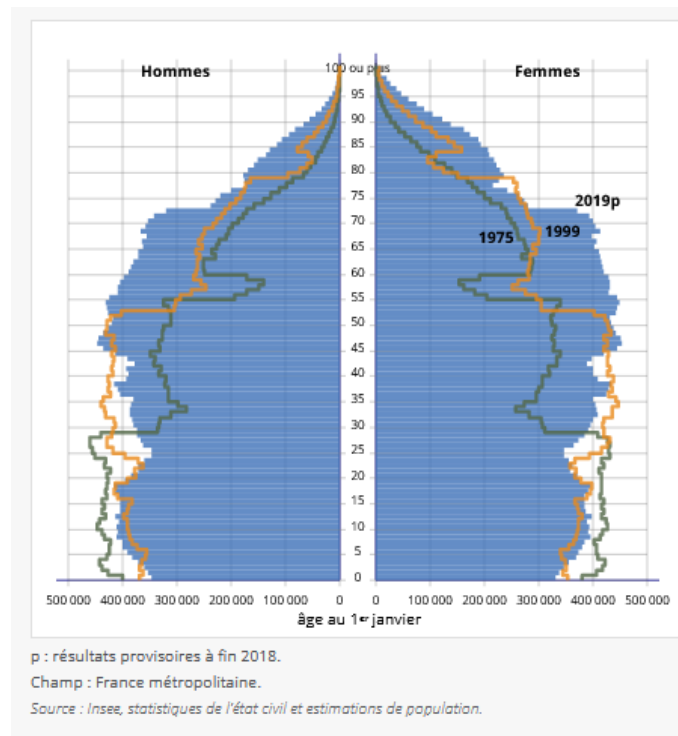 Hommes
100 ou plus
Femmes
95
90
85
80
75
70
65
60
55
50
45
40
35
30
25
20
15
10
5
0
2019p
1975
1999
500 000 400 000 300 000 200 000 100 000 0
0 100 000 200 000 300 000 400 000 500 000
âge au 1er janvier
p : résultats provisoires à fin 2018.
Champ : France métropolitaine.
Source : Insee, statistiques de l'état civil et estimations de population.